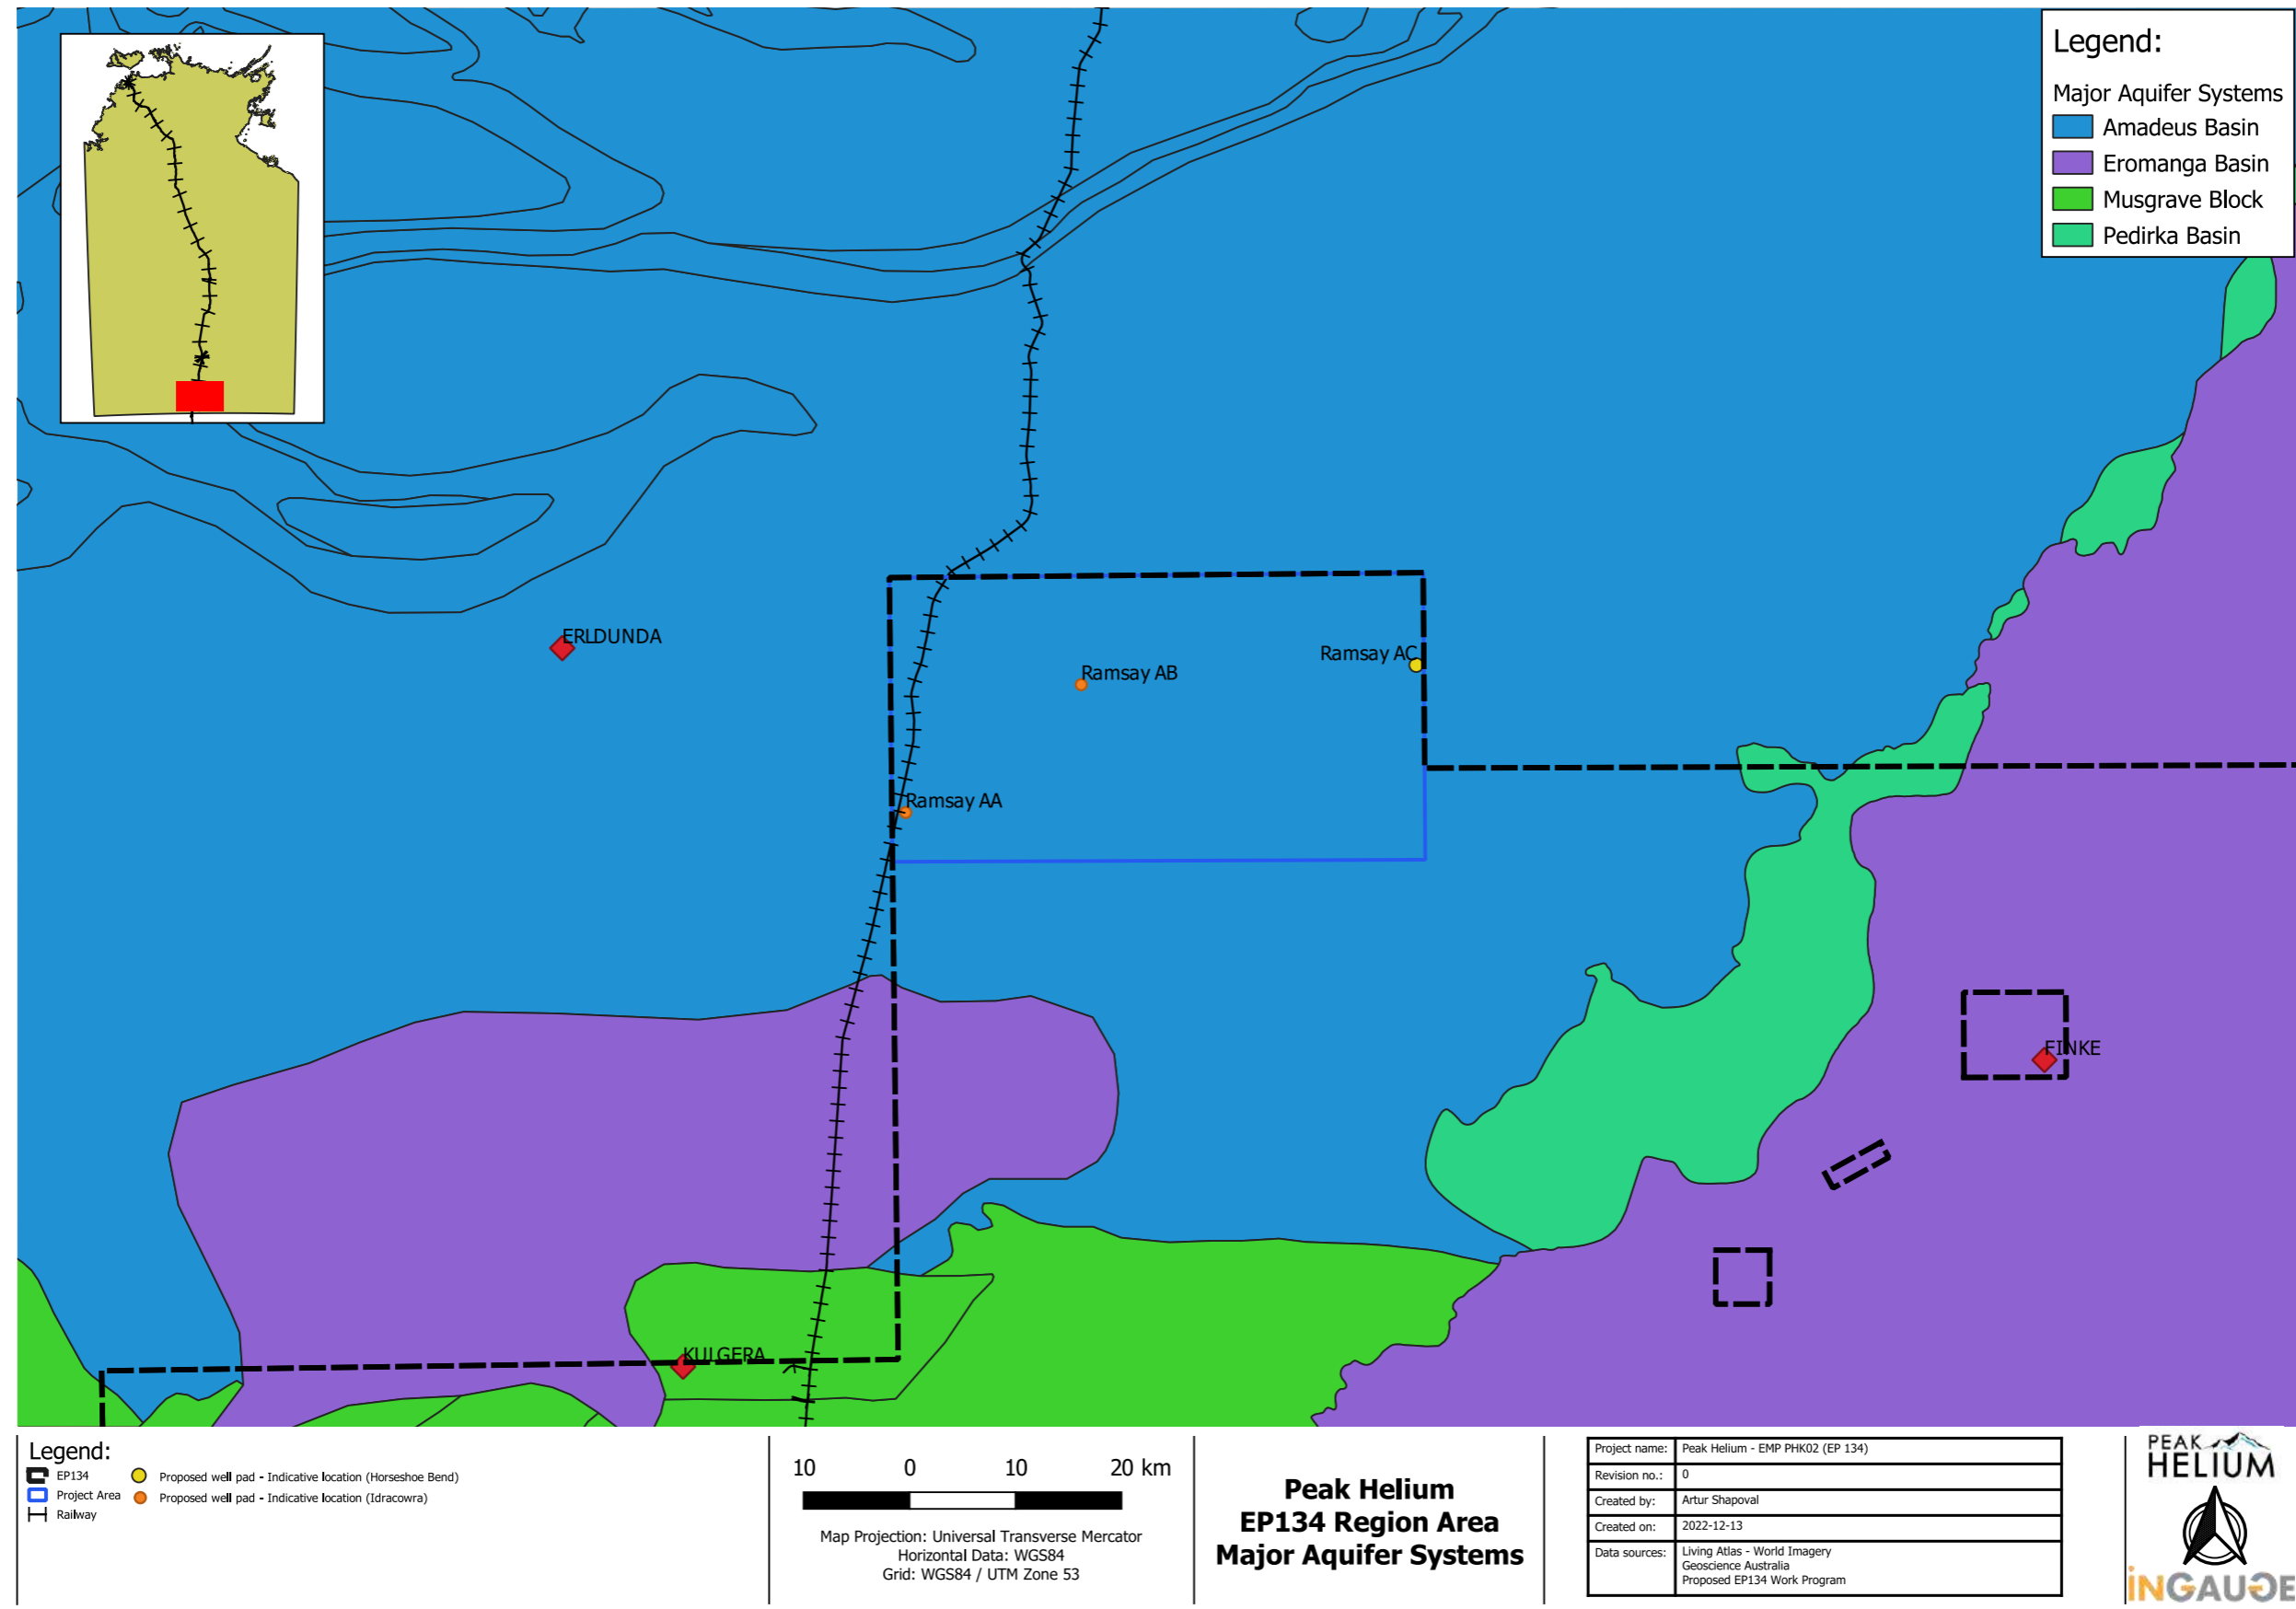 Legend:
Major Aquifer Systems
Amadeus Basin
Eromanga Basin
Musgrave Block
Pedirka Basin
ERLDUNDA
Ramsay AC
Ramsay AB
Ramsay AA
FINKE
KULGERA
Legend:
EP134
Project Area
Railway
Proposed well pad - Indicative location (Horseshoe Bend)
Proposed well pad - Indicative location (Idracowra)
10 0 10 20 km
Map Projection: Universal Transverse Mercator
Horizontal Data: WGS84
Grid: WGS84 / UTM Zone 53
Peak Helium
EP134 Region Area
Major Aquifer Systems
Project name: Peak Helium - EMP PHK02 (EP 134)
Revision no.: 0
Created by: Artur Shapoval
Created on: 2022-12-13
Data sources: Living Atlas - World Imagery
Geoscience Australia
Proposed EP134 Work Program
PEAK
HELIUM
iNGAUGE